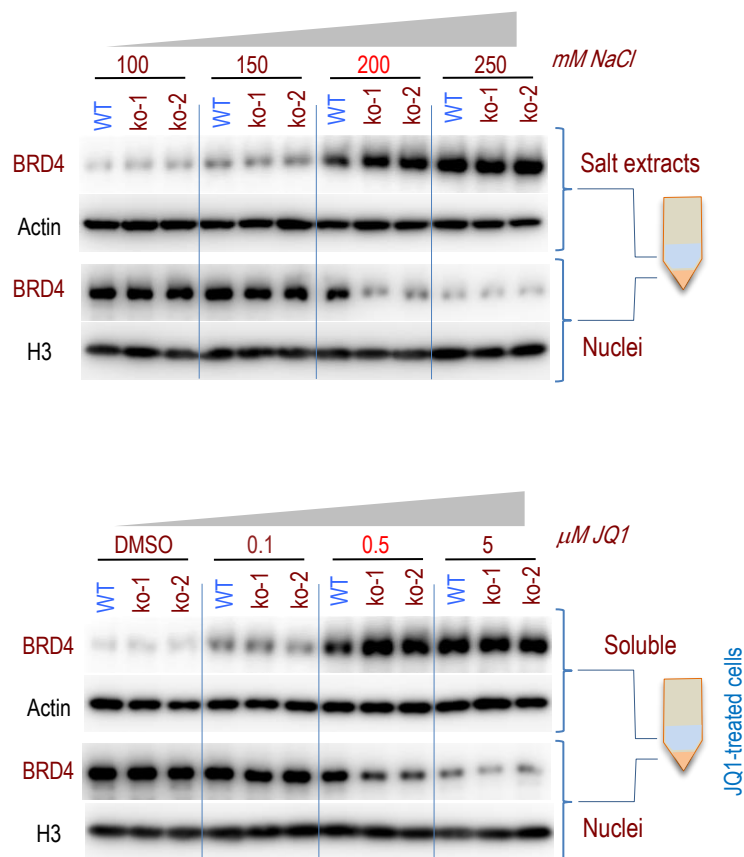 100 150 200 250 mM NaCl
WT ko-1 ko-2 WT ko-1 ko-2 WT ko-1 ko-2 WT ko-1 ko-2
BRD4 Salt extracts
Actin
BRD4
H3 Nuclei
DMSO 0.1 0.5 5 μM JQ1
WT ko-1 ko-2 WT ko-1 ko-2 WT ko-1 ko-2 WT ko-1 ko-2
BRD4 Soluble
Actin
BRD4
H3 Nuclei
JQ1-treated cells